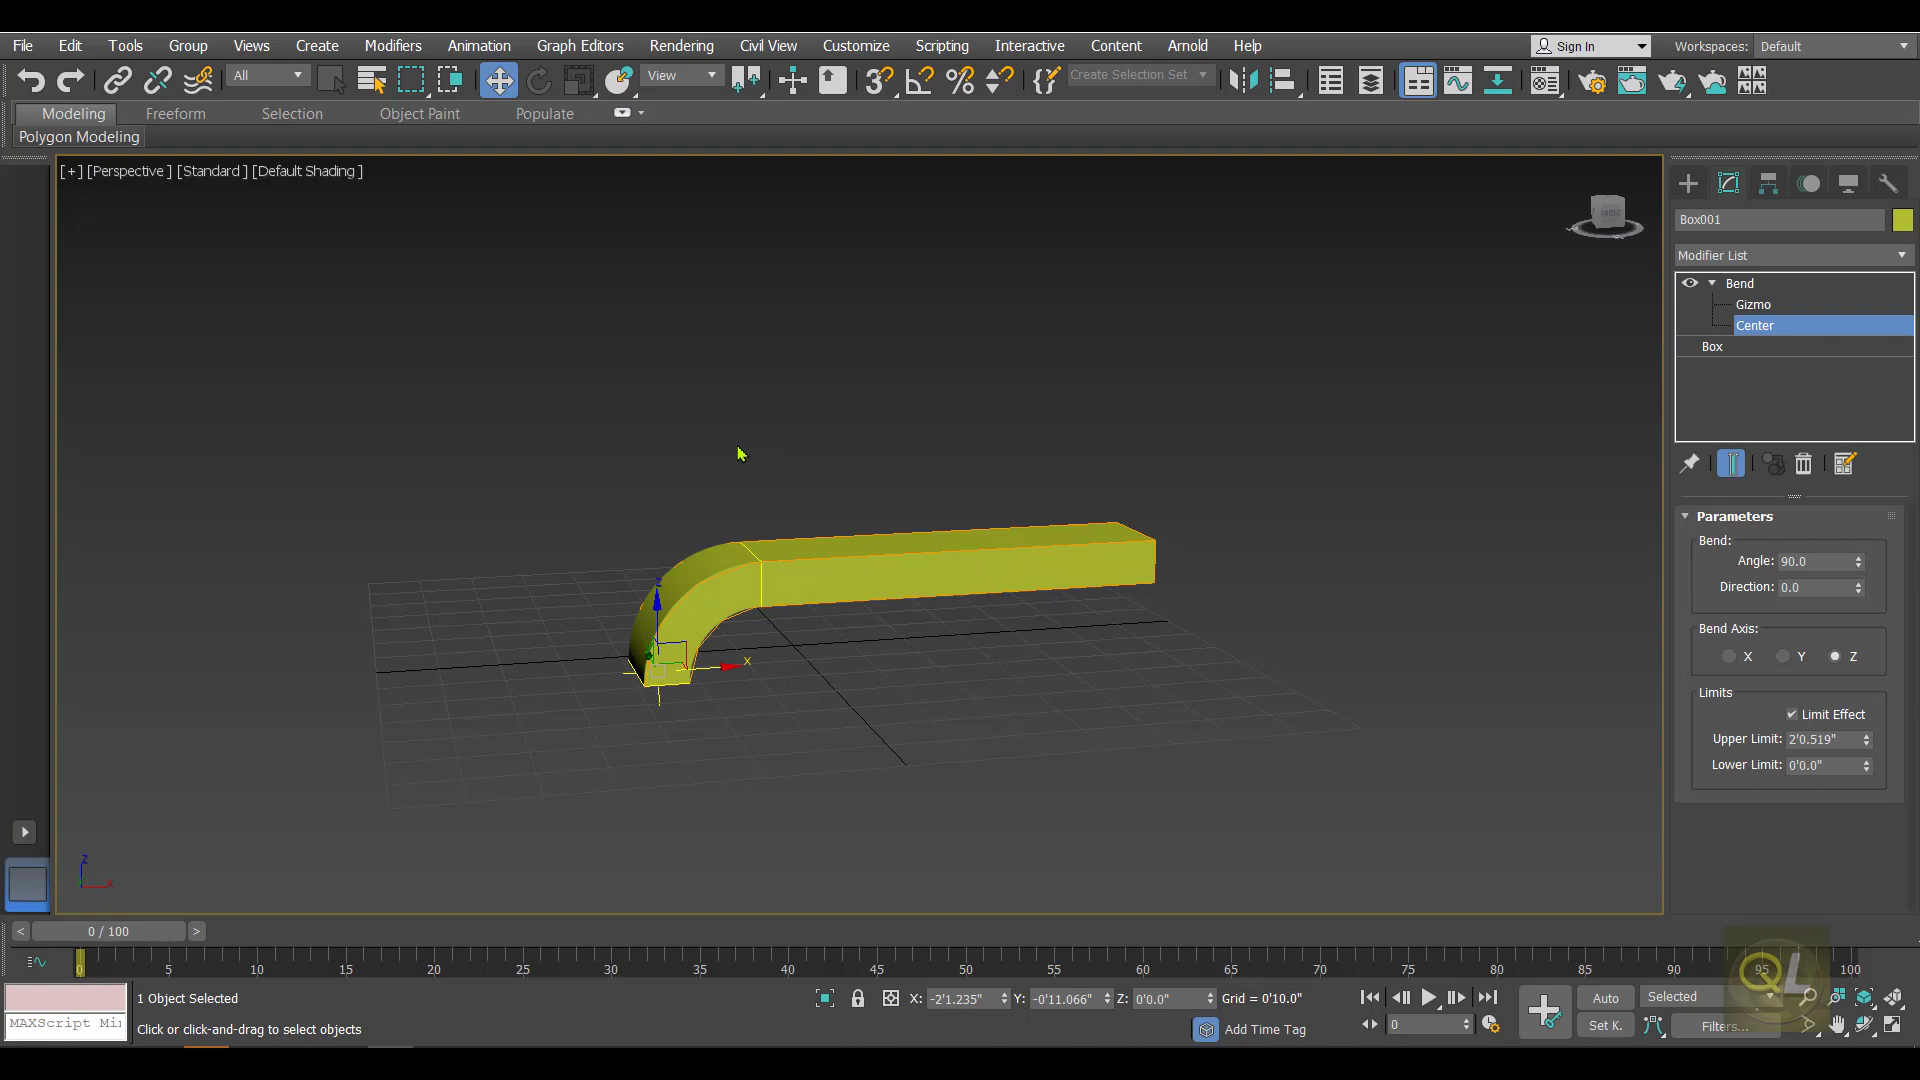 File Edit Tools Group Views Create Modifiers Animation Graph Editors Rendering Civil View Customize Scripting Interactive Content Arnold Help Sign In Workspaces: Default
All View Create Selection Set
Modeling Freeform Selection Object Paint Populate
Polygon Modeling
[+] [Perspective ] [Standard ] [Default Shading ]
FRONT
Box001
Modifier List
Bend
Gizmo
Center
Box
Parameters
Bend:
Angle: 90.0
Direction: 0.0
Bend Axis:
X Y Z
Limits
Limit Effect
Upper Limit: 2'0.519"
Lower Limit: 0'0.0"
z
x
z
x
< 0 / 100 >
0 5 10 15 20 25 30 35 40 45 50 55 60 65 70 75 80 85 90 95 100
QL
1 Object Selected X: -2'1.235" Y: -0'11.066" Z: 0'0.0" Grid = 0'10.0" Auto Selected
MAXScript Mi Click or click-and-drag to select objects Add Time Tag 0 Set K. Filters...